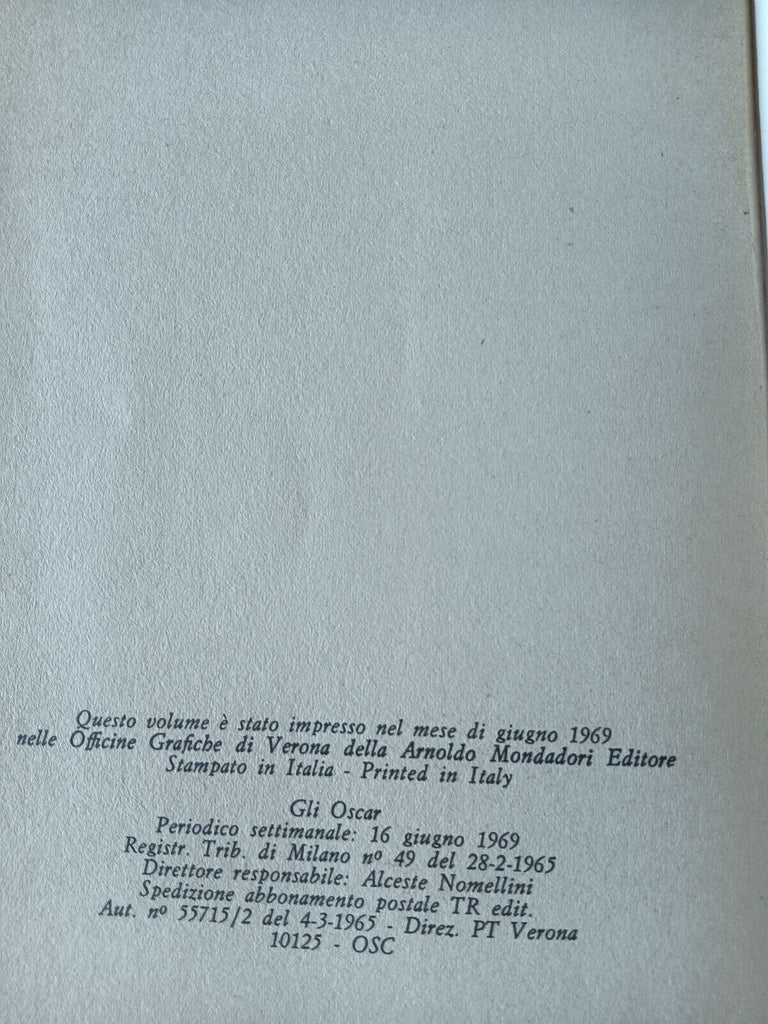 Questo volume è stato impresso nel mese di giugno 1969
nelle Officine Grafiche di Verona della Arnoldo Mondadori Editore
Stampato in Italia - Printed in Italy
Gli Oscar
Periodico settimanale: 16 giugno 1969
Registr. Trib. di Milano nº 49 del 28-2-1965
Direttore responsabile: Alceste Nomellini
Spedizione abbonamento postale TR edit.
Aut. nº 55715/2 del 4-3-1965 - Direz. PT Verona
10125 - OSC